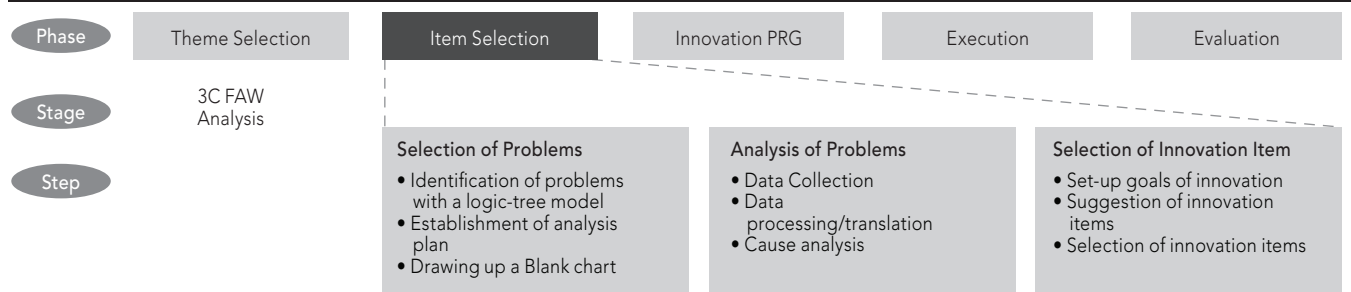 Phase
Theme Selection
Item Selection
Innovation PRG
Execution
Evaluation
Stage
3C FAW
Analysis
Step
Selection of Problems
• Identification of problems
with a logic-tree model
• Establishment of analysis
plan
• Drawing up a Blank chart
Analysis of Problems
• Data Collection
• Data
processing/translation
• Cause analysis
Selection of Innovation Item
• Set-up goals of innovation
• Suggestion of innovation
items
• Selection of innovation items